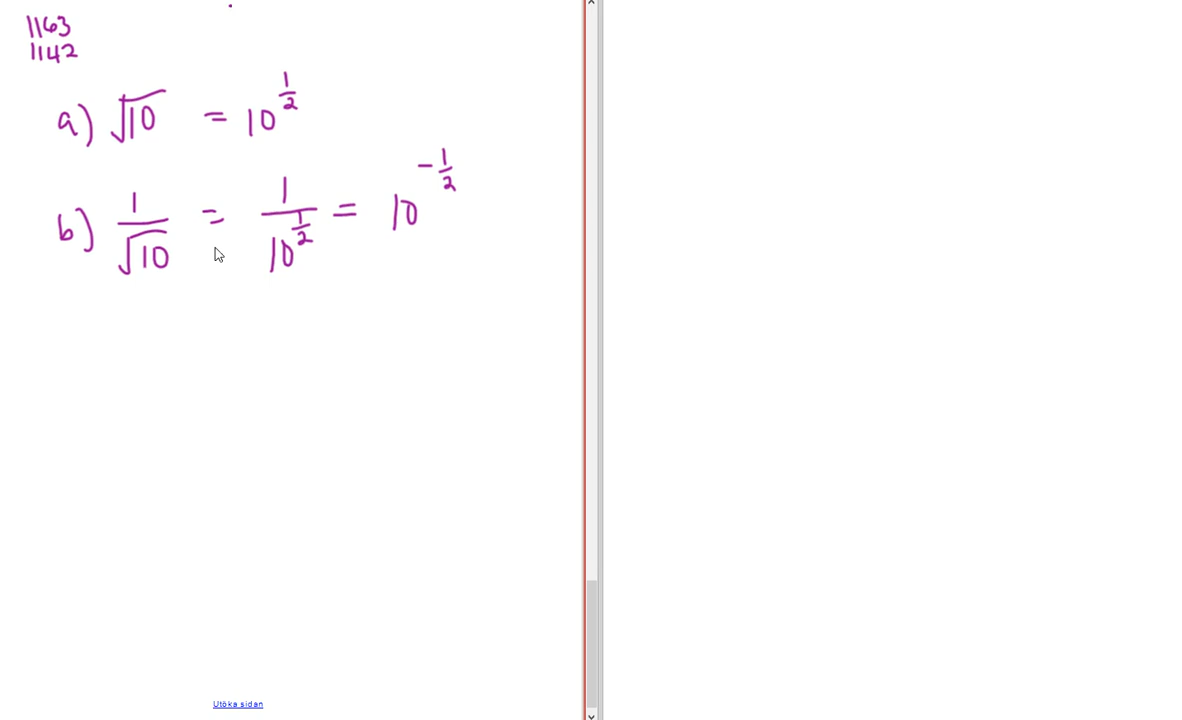 1163
1142
a) √10 = 10^(1/2)
b) 1/√10 = 1/10^(1/2) = 10^(-1/2)
Utöka sidan